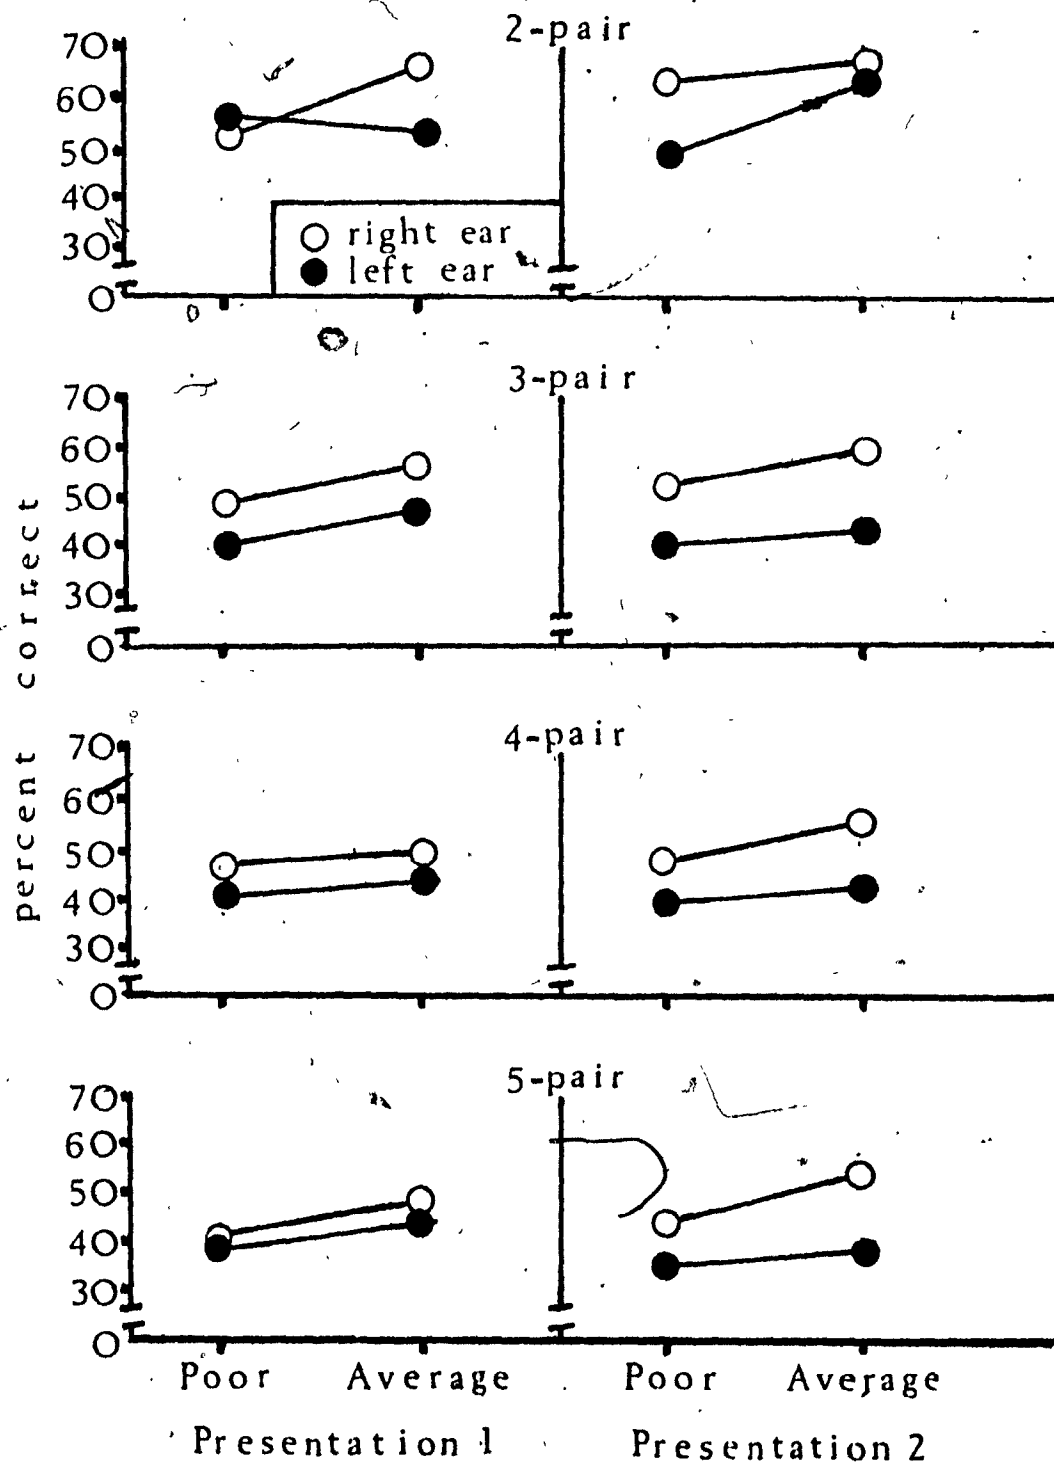 2-pair
70
60
50
40
30
0
right ear
left ear
3-pair
70
60
50
40
30
0
4-pair
70
60
50
40
30
0
5-pair
70
60
50
40
30
0
percent correct
Poor Average Poor Average
Presentation 1 Presentation 2